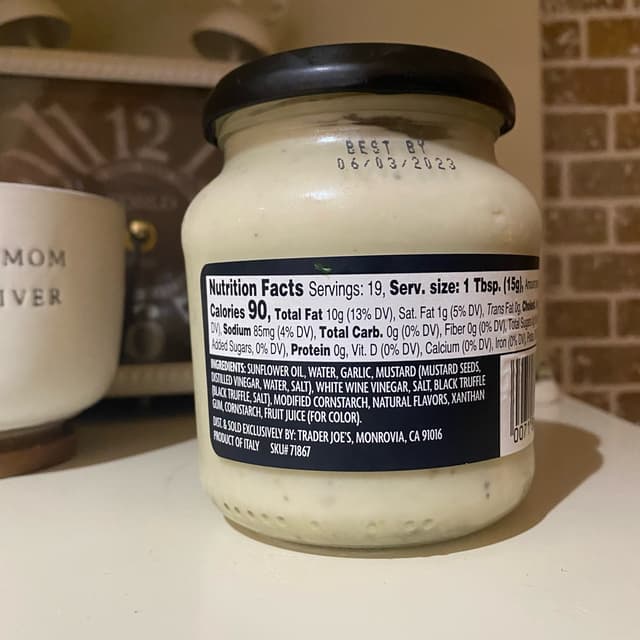 12
WORLD
MOM
IVER
BEST BY
06/03/2023
Nutrition Facts Servings: 19, Serv. size: 1 Tbsp. (15g),
Calories 90, Total Fat 10g (13% DV), Sat. Fat 1g (5% DV), Trans Fat 0g,
DV), Sodium 85mg (4% DV), Total Carb. 0g (0% DV), Fiber 0g (0% DV), Total Sugars
Added Sugars, 0% DV), Protein 0g, Vit. D (0% DV), Calcium (0% DV), Iron (0%
INGREDIENTS: SUNFLOWER OIL, WATER, GARLIC, MUSTARD (MUSTARD SEEDS,
DISTILLED VINEGAR, WATER, SALT), WHITE WINE VINEGAR, SALT, BLACK TRUFFLE
(BLACK TRUFFLE, SALT), MODIFIED CORNSTARCH, NATURAL FLAVORS, XANTHAN
GUM, CORNSTARCH, FRUIT JUICE (FOR COLOR).
DIST. & SOLD EXCLUSIVELY BY: TRADER JOE'S, MONROVIA, CA 91016
PRODUCT OF ITALY SKU# 71867